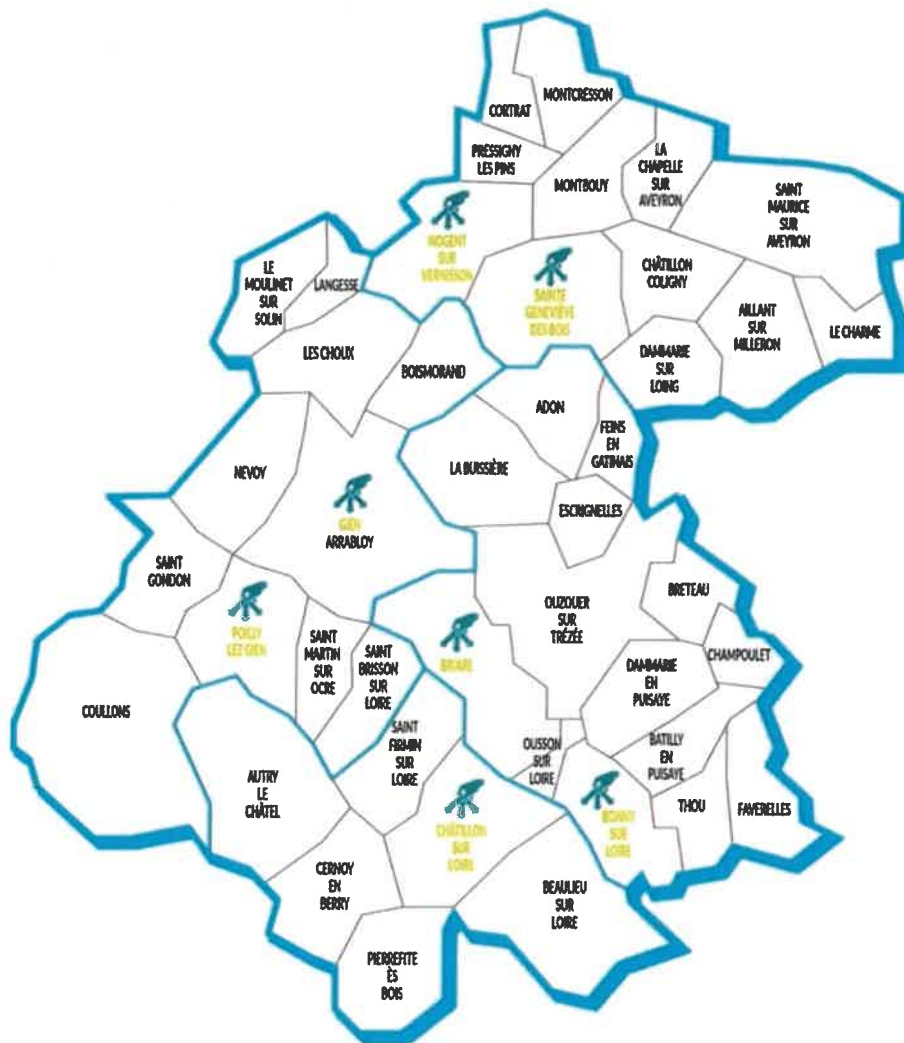 MONTCRESSON
CORTRAT
PRESSIGNY
LES PINS
MONTBOUY
LA
CHAPELLE
SUR
AVEYRON
SAINT
MAURICE
SUR
AVEYRON
NOGENT
SUR
VERNISSON
LE
MOULINET
SUR
SOLIN
LANGESSE
SAINTE
GENEVIÈVE
DES-BOIS
CHÂTILLON
COLIGNY
AILLANT
SUR
MILLERON
LE CHARME
LES CHOUX
BOISMORAND
DAMMARIE
SUR
LOING
ADON
FEINS
EN
GATINAIS
NEVOY
LA BUISSIÈRE
ESCRIGNELLES
GIEN
ARRABLOY
SAINT
GONDON
OUZOUER
SUR
TRÉZÉE
BRETEAU
POILLY
LEZ GIEN
SAINT
MARTIN
SUR
OCRE
SAINT
BRISSON
SUR
LOIRE
BRIARE
CHAMPOULET
DAMMARIE
EN
PUISAYE
COULLONS
SAINT
FIRMIN
SUR
LOIRE
OUSSON
SUR
LOIRE
BATILLY
EN
PUISAYE
AUTRY
LE
CHÂTEL
THOU
FAVERELLES
CHÂTILLON
SUR
LOIRE
BONNY
SUR
LOIRE
CERNOY
EN
BERRY
BEAULIEU
SUR
LOIRE
PIERREFITE
ÈS
BOIS